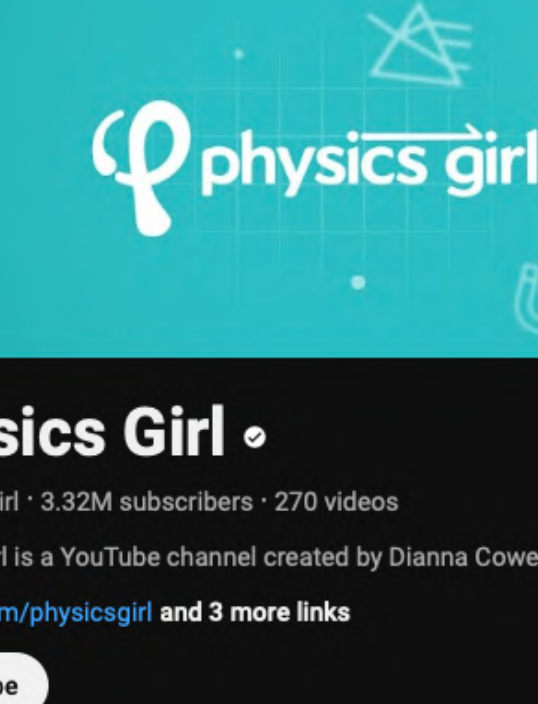 physics girl
sics Girl
irl · 3.32M subscribers · 270 videos
rl is a YouTube channel created by Dianna Cowe
m/physicsgirl and 3 more links
be